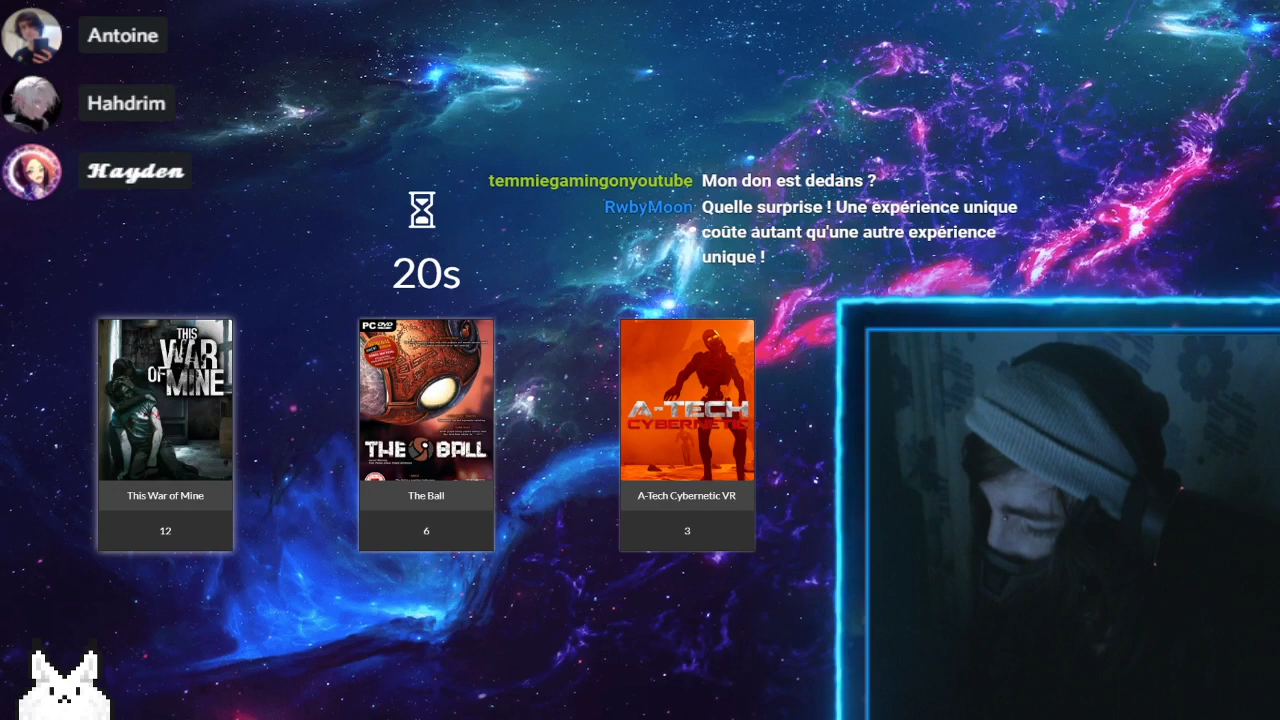 Antoine
Hahdrim
Hayden
temmiegamingonyoutube Mon don est dedans ?
RwbyMoon Quelle surprise ! Une expérience unique
coûte autant qu'une autre expérience
unique !
20s
THIS
WAR
OF MINE
PC DVD
THE BALL
A-TECH
CYBERNETIC
This War of Mine
The Ball
A-Tech Cybernetic VR
12
6
3